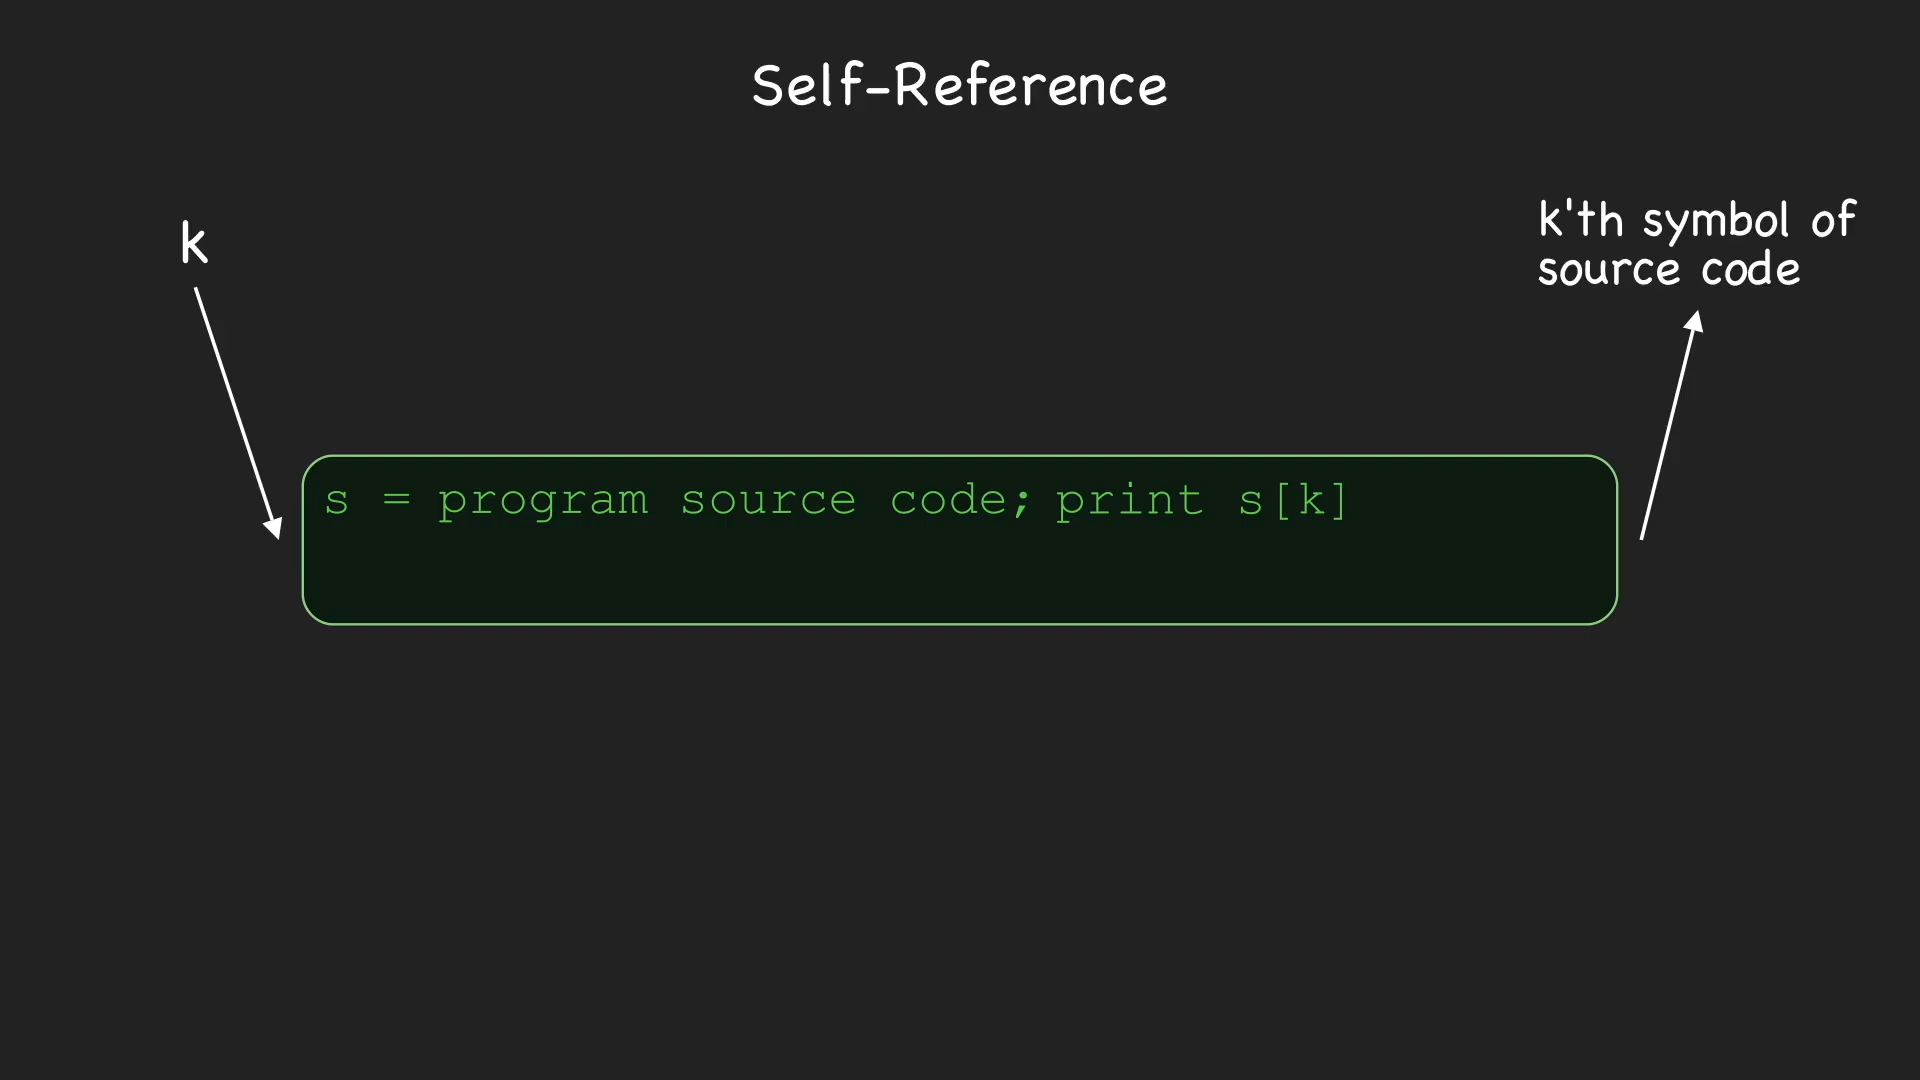 Self-Reference
k
k'th symbol of
source code
s = program source code; print s[k]